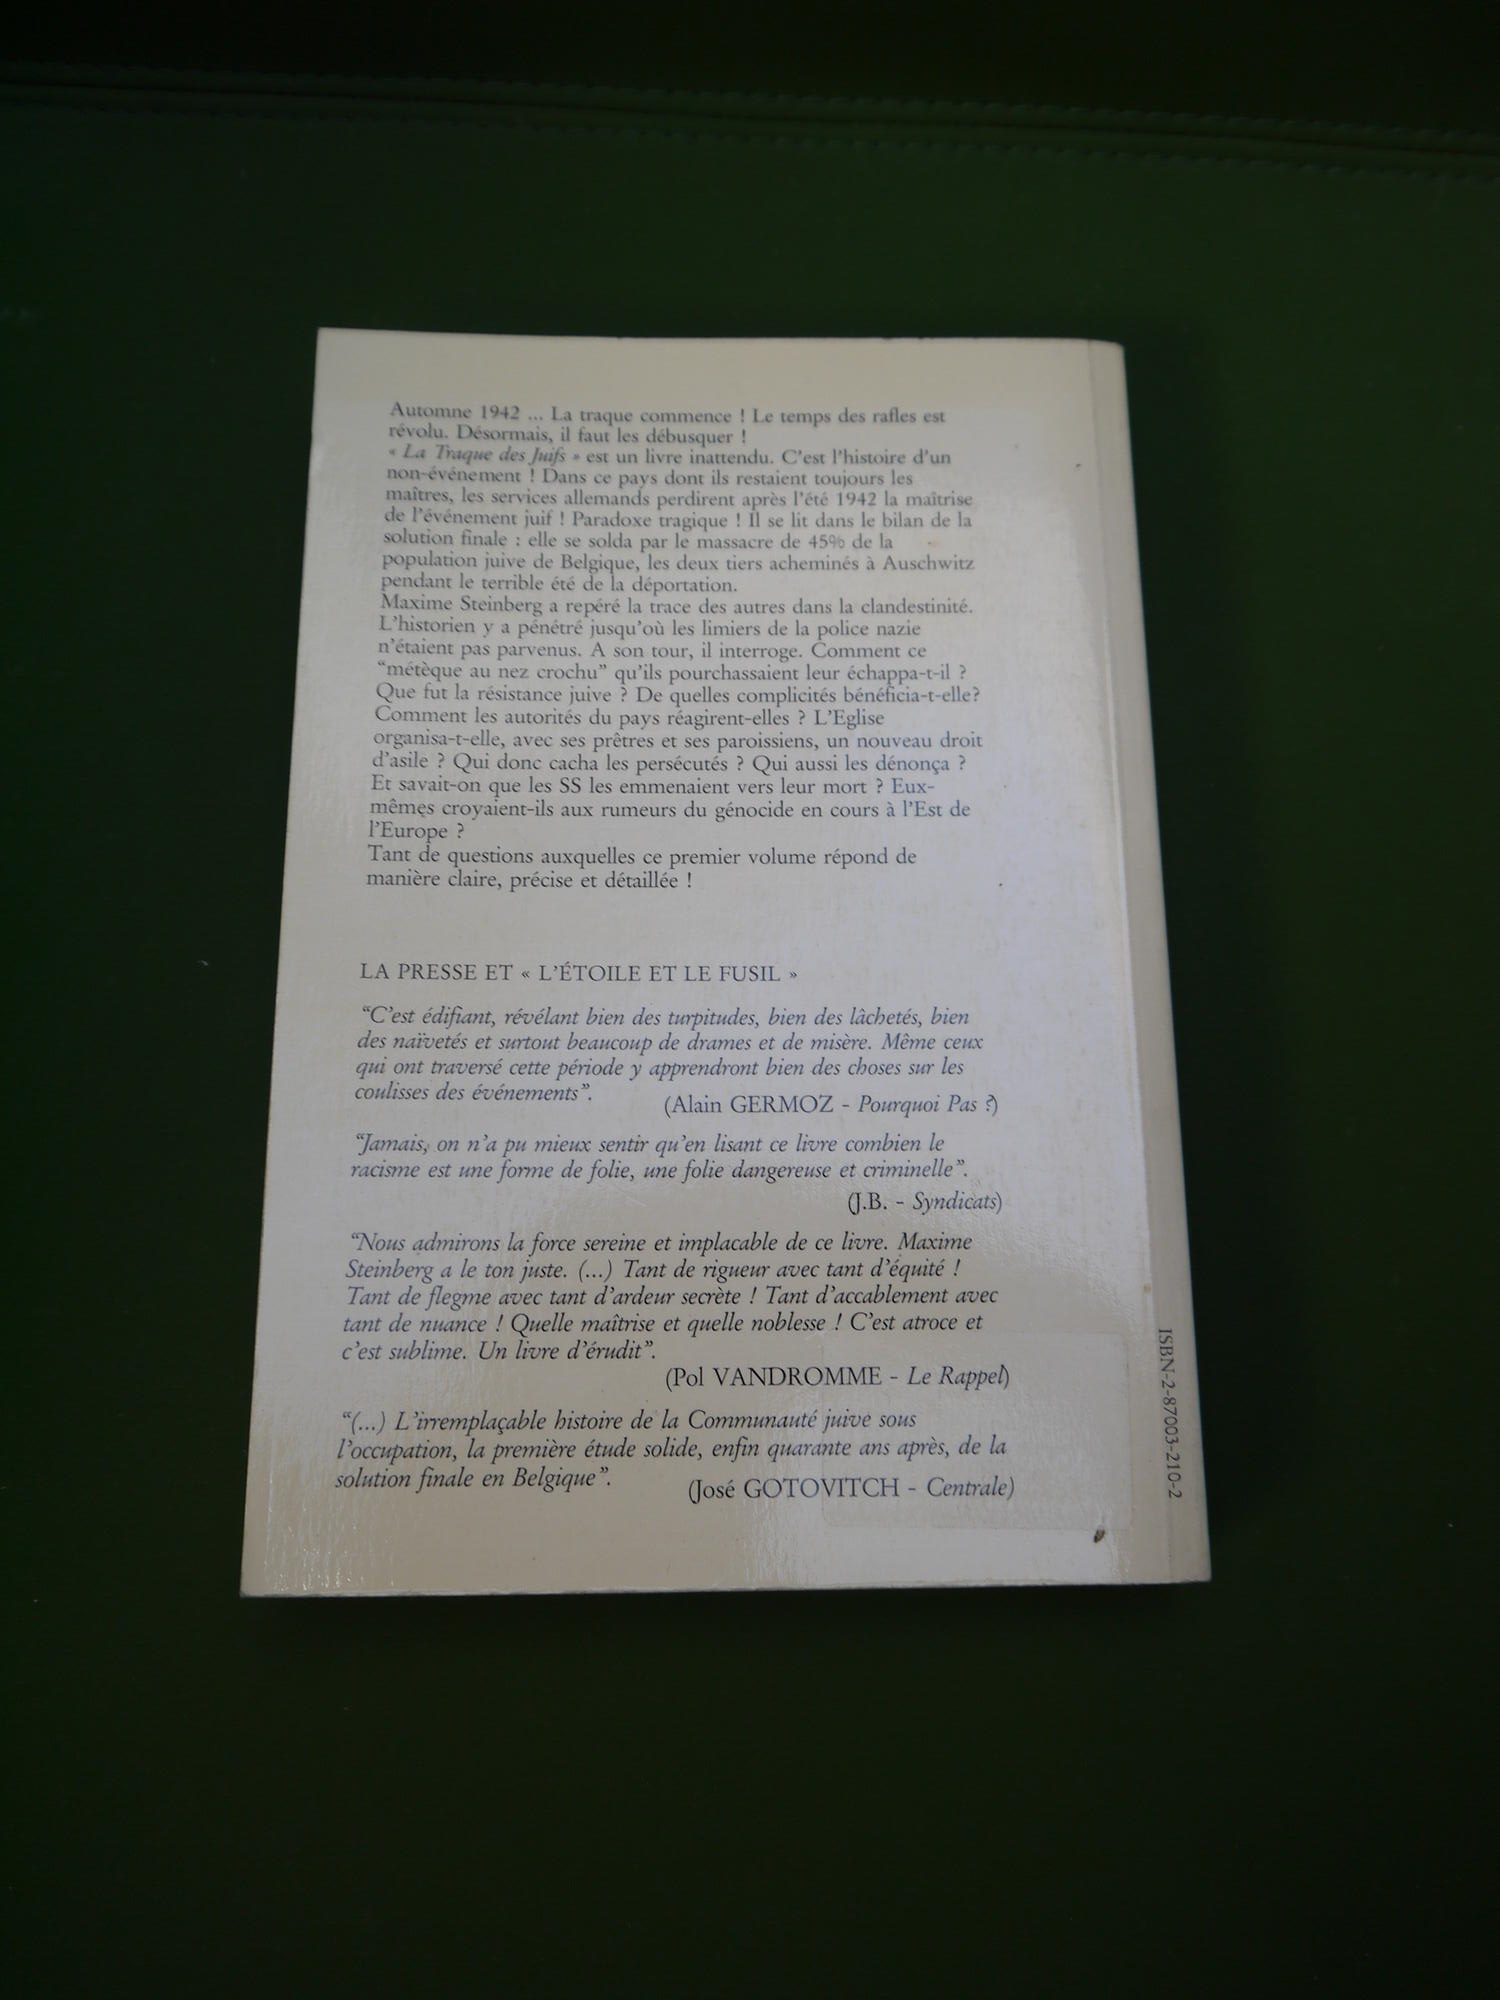 Automne 1942 ... La traque commence ! Le temps des rafles est
révolu. Désormais, il faut les débusquer !
« La Traque des Juifs » est un livre inattendu. C'est l'histoire d'un
non-événement ! Dans ce pays dont ils restaient toujours les
maîtres, les services allemands perdirent après l'été 1942 la maîtrise
de l'événement juif ! Paradoxe tragique ! Il se lit dans le bilan de la
solution finale : elle se solda par le massacre de 45% de la
population juive de Belgique, les deux tiers acheminés à Auschwitz
pendant le terrible été de la déportation.
Maxime Steinberg a repéré la trace des autres dans la clandestinité.
L'historien y a pénétré jusqu'où les limiers de la police nazie
n'étaient pas parvenus. A son tour, il interroge. Comment ce
“métèque au nez crochu” qu'ils pourchassaient leur échappa-t-il ?
Que fut la résistance juive ? De quelles complicités bénéficia-t-elle?
Comment les autorités du pays réagirent-elles ? L'Eglise
organisa-t-elle, avec ses prêtres et ses paroissiens, un nouveau droit
d'asile ? Qui donc cacha les persécutés ? Qui aussi les dénonça ?
Et savait-on que les SS les emmenaient vers leur mort ? Eux-
mêmes croyaient-ils aux rumeurs du génocide en cours à l'Est de
l'Europe ?
Tant de questions auxquelles ce premier volume répond de
manière claire, précise et détaillée !
LA PRESSE ET « L'ÉTOILE ET LE FUSIL »
“C'est édifiant, révélant bien des turpitudes, bien des lâchetés, bien
des naïvetés et surtout beaucoup de drames et de misère. Même ceux
qui ont traversé cette période y apprendront bien des choses sur les
coulisses des événements”.
(Alain GERMOZ - Pourquoi Pas ?)
“Jamais, on n'a pu mieux sentir qu'en lisant ce livre combien le
racisme est une forme de folie, une folie dangereuse et criminelle”.
(J.B. - Syndicats)
“Nous admirons la force sereine et implacable de ce livre. Maxime
Steinberg a le ton juste. (...) Tant de rigueur avec tant d'équité !
Tant de flegme avec tant d'ardeur secrète ! Tant d'accablement avec
tant de nuance ! Quelle maîtrise et quelle noblesse ! C'est atroce et
c'est sublime. Un livre d'érudit”.
(Pol VANDROMME - Le Rappel)
“(...) L'irremplaçable histoire de la Communauté juive sous
l'occupation, la première étude solide, enfin quarante ans après, de la
solution finale en Belgique”.
(José GOTOVITCH - Centrale)
ISBN-2-87003-210-2